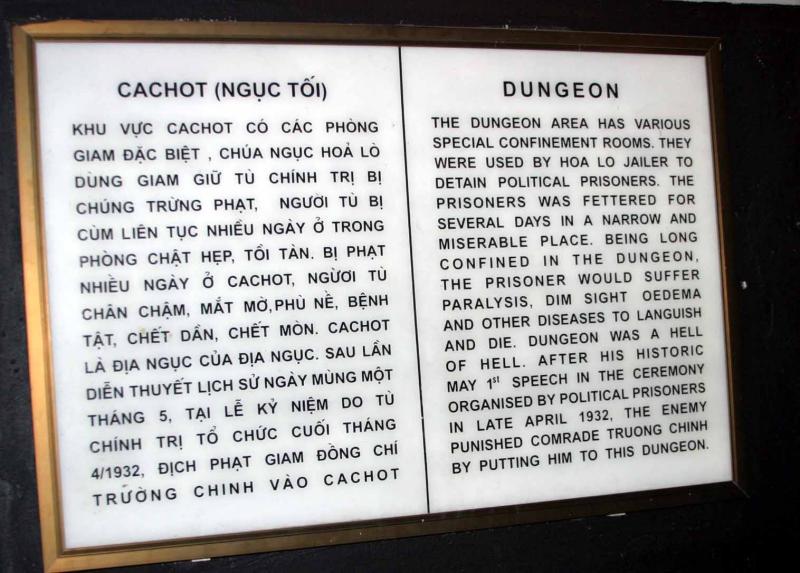 CACHOT (NGỤC TỐI)
KHU VỰC CACHOT CÓ CÁC PHÒNG
GIAM ĐẶC BIỆT , CHÚA NGỤC HOẢ LÒ
DÙNG GIAM GIỮ TÙ CHÍNH TRỊ BỊ
CHÚNG TRỪNG PHẠT, NGƯỜI TÙ BỊ
CÙM LIÊN TỤC NHIỀU NGÀY Ở TRONG
PHÒNG CHẬT HẸP, TỒI TÀN. BỊ PHẠT
NHIỀU NGÀY Ở CACHOT, NGƯỜI TÙ
CHÂN CHẬM, MẮT MỜ,PHÙ NỀ, BỆNH
TẬT, CHẾT DẦN, CHẾT MÒN. CACHOT
LÀ ĐỊA NGỤC CỦA ĐỊA NGỤC. SAU LẦN
DIỄN THUYẾT LỊCH SỬ NGÀY MÙNG MỘT
THÁNG 5, TẠI LỄ KỶ NIỆM DO TÙ
CHÍNH TRỊ TỔ CHỨC CUỐI THÁNG
4/1932, ĐỊCH PHẠT GIAM ĐỒNG CHÍ
TRƯỜNG CHINH VÀO CACHOT
DUNGEON
THE DUNGEON AREA HAS VARIOUS
SPECIAL CONFINEMENT ROOMS. THEY
WERE USED BY HOA LO JAILER TO
DETAIN POLITICAL PRISONERS. THE
PRISONERS WAS FETTERED FOR
SEVERAL DAYS IN A NARROW AND
MISERABLE PLACE. BEING LONG
CONFINED IN THE DUNGEON,
THE PRISONER WOULD SUFFER
PARALYSIS, DIM SIGHT OEDEMA
AND OTHER DISEASES TO LANGUISH
AND DIE. DUNGEON WAS A HELL
OF HELL. AFTER HIS HISTORIC
MAY 1st SPEECH IN THE CEREMONY
ORGANISED BY POLITICAL PRISONERS
IN LATE APRIL 1932, THE ENEMY
PUNISHED COMRADE TRUONG CHINH
BY PUTTING HIM TO THIS DUNGEON.